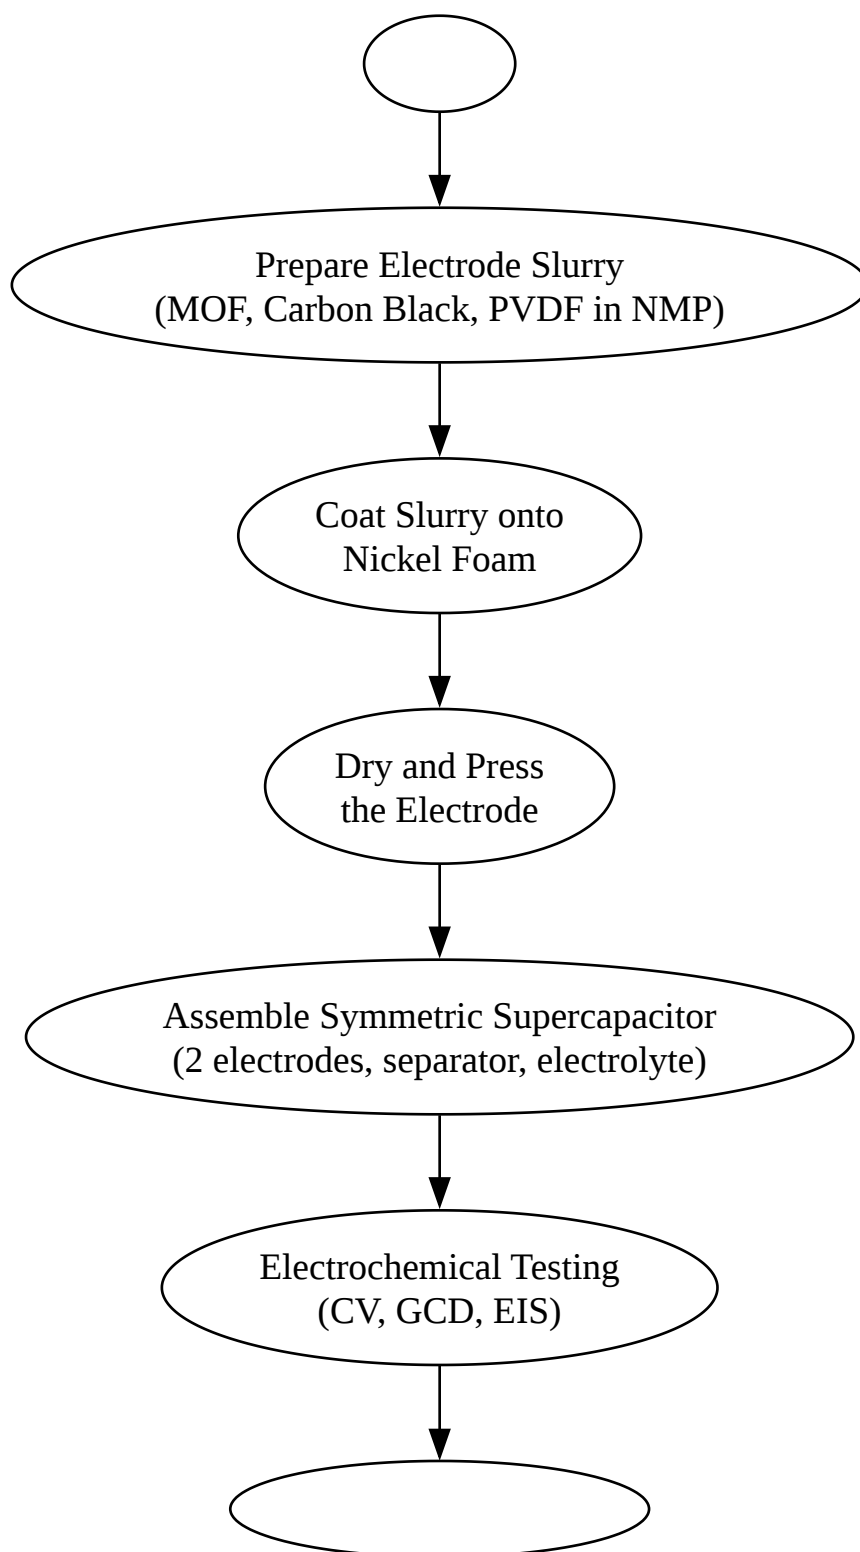 Prepare Electrode Slurry
(MOF, Carbon Black, PVDF in NMP)
Coat Slurry onto
Nickel Foam
Dry and Press
the Electrode
Assemble Symmetric Supercapacitor
(2 electrodes, separator, electrolyte)
Electrochemical Testing
(CV, GCD, EIS)